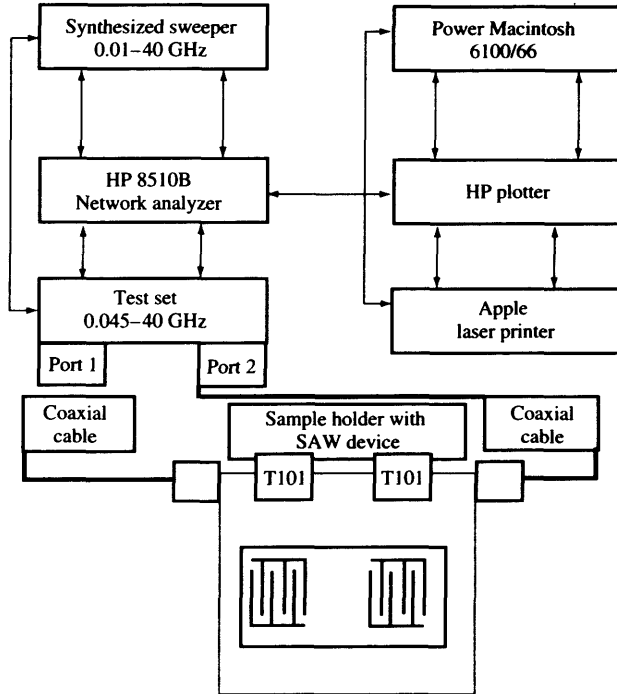 Synthesized sweeper
0.01–40 GHz
Power Macintosh
6100/66
HP 8510B
Network analyzer
HP plotter
Test set
0.045–40 GHz
Apple
laser printer
Port 1
Port 2
Coaxial
cable
Sample holder with
SAW device
Coaxial
cable
T101
T101